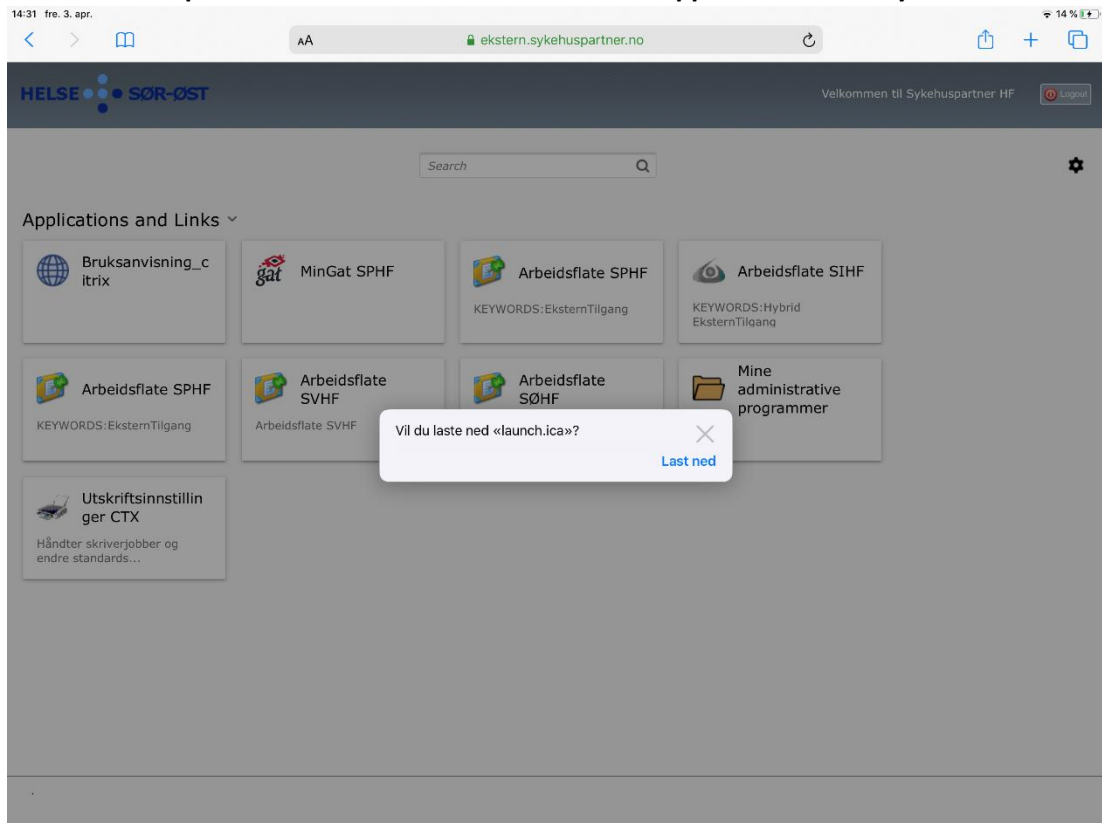 14:31 fre. 3. apr.
14 %
AA
ekstern.sykehuspartner.no
HELSE SØR-ØST
Velkommen til Sykehuspartner HF
Logout
Search
Applications and Links
Bruksanvisning_c
itrix
gat
MinGat SPHF
Arbeidsflate SPHF
KEYWORDS:EksternTilgang
Arbeidsflate SIHF
KEYWORDS:Hybrid
EksternTilgang
Arbeidsflate SPHF
KEYWORDS:EksternTilgang
Arbeidsflate
SVHF
Arbeidsflate SVHF
Arbeidsflate
SØHF
Mine
administrative
programmer
Vil du laste ned «launch.ica»?
Last ned
Utskriftsinnstillin
ger CTX
Håndter skriverjobber og
endre standards...